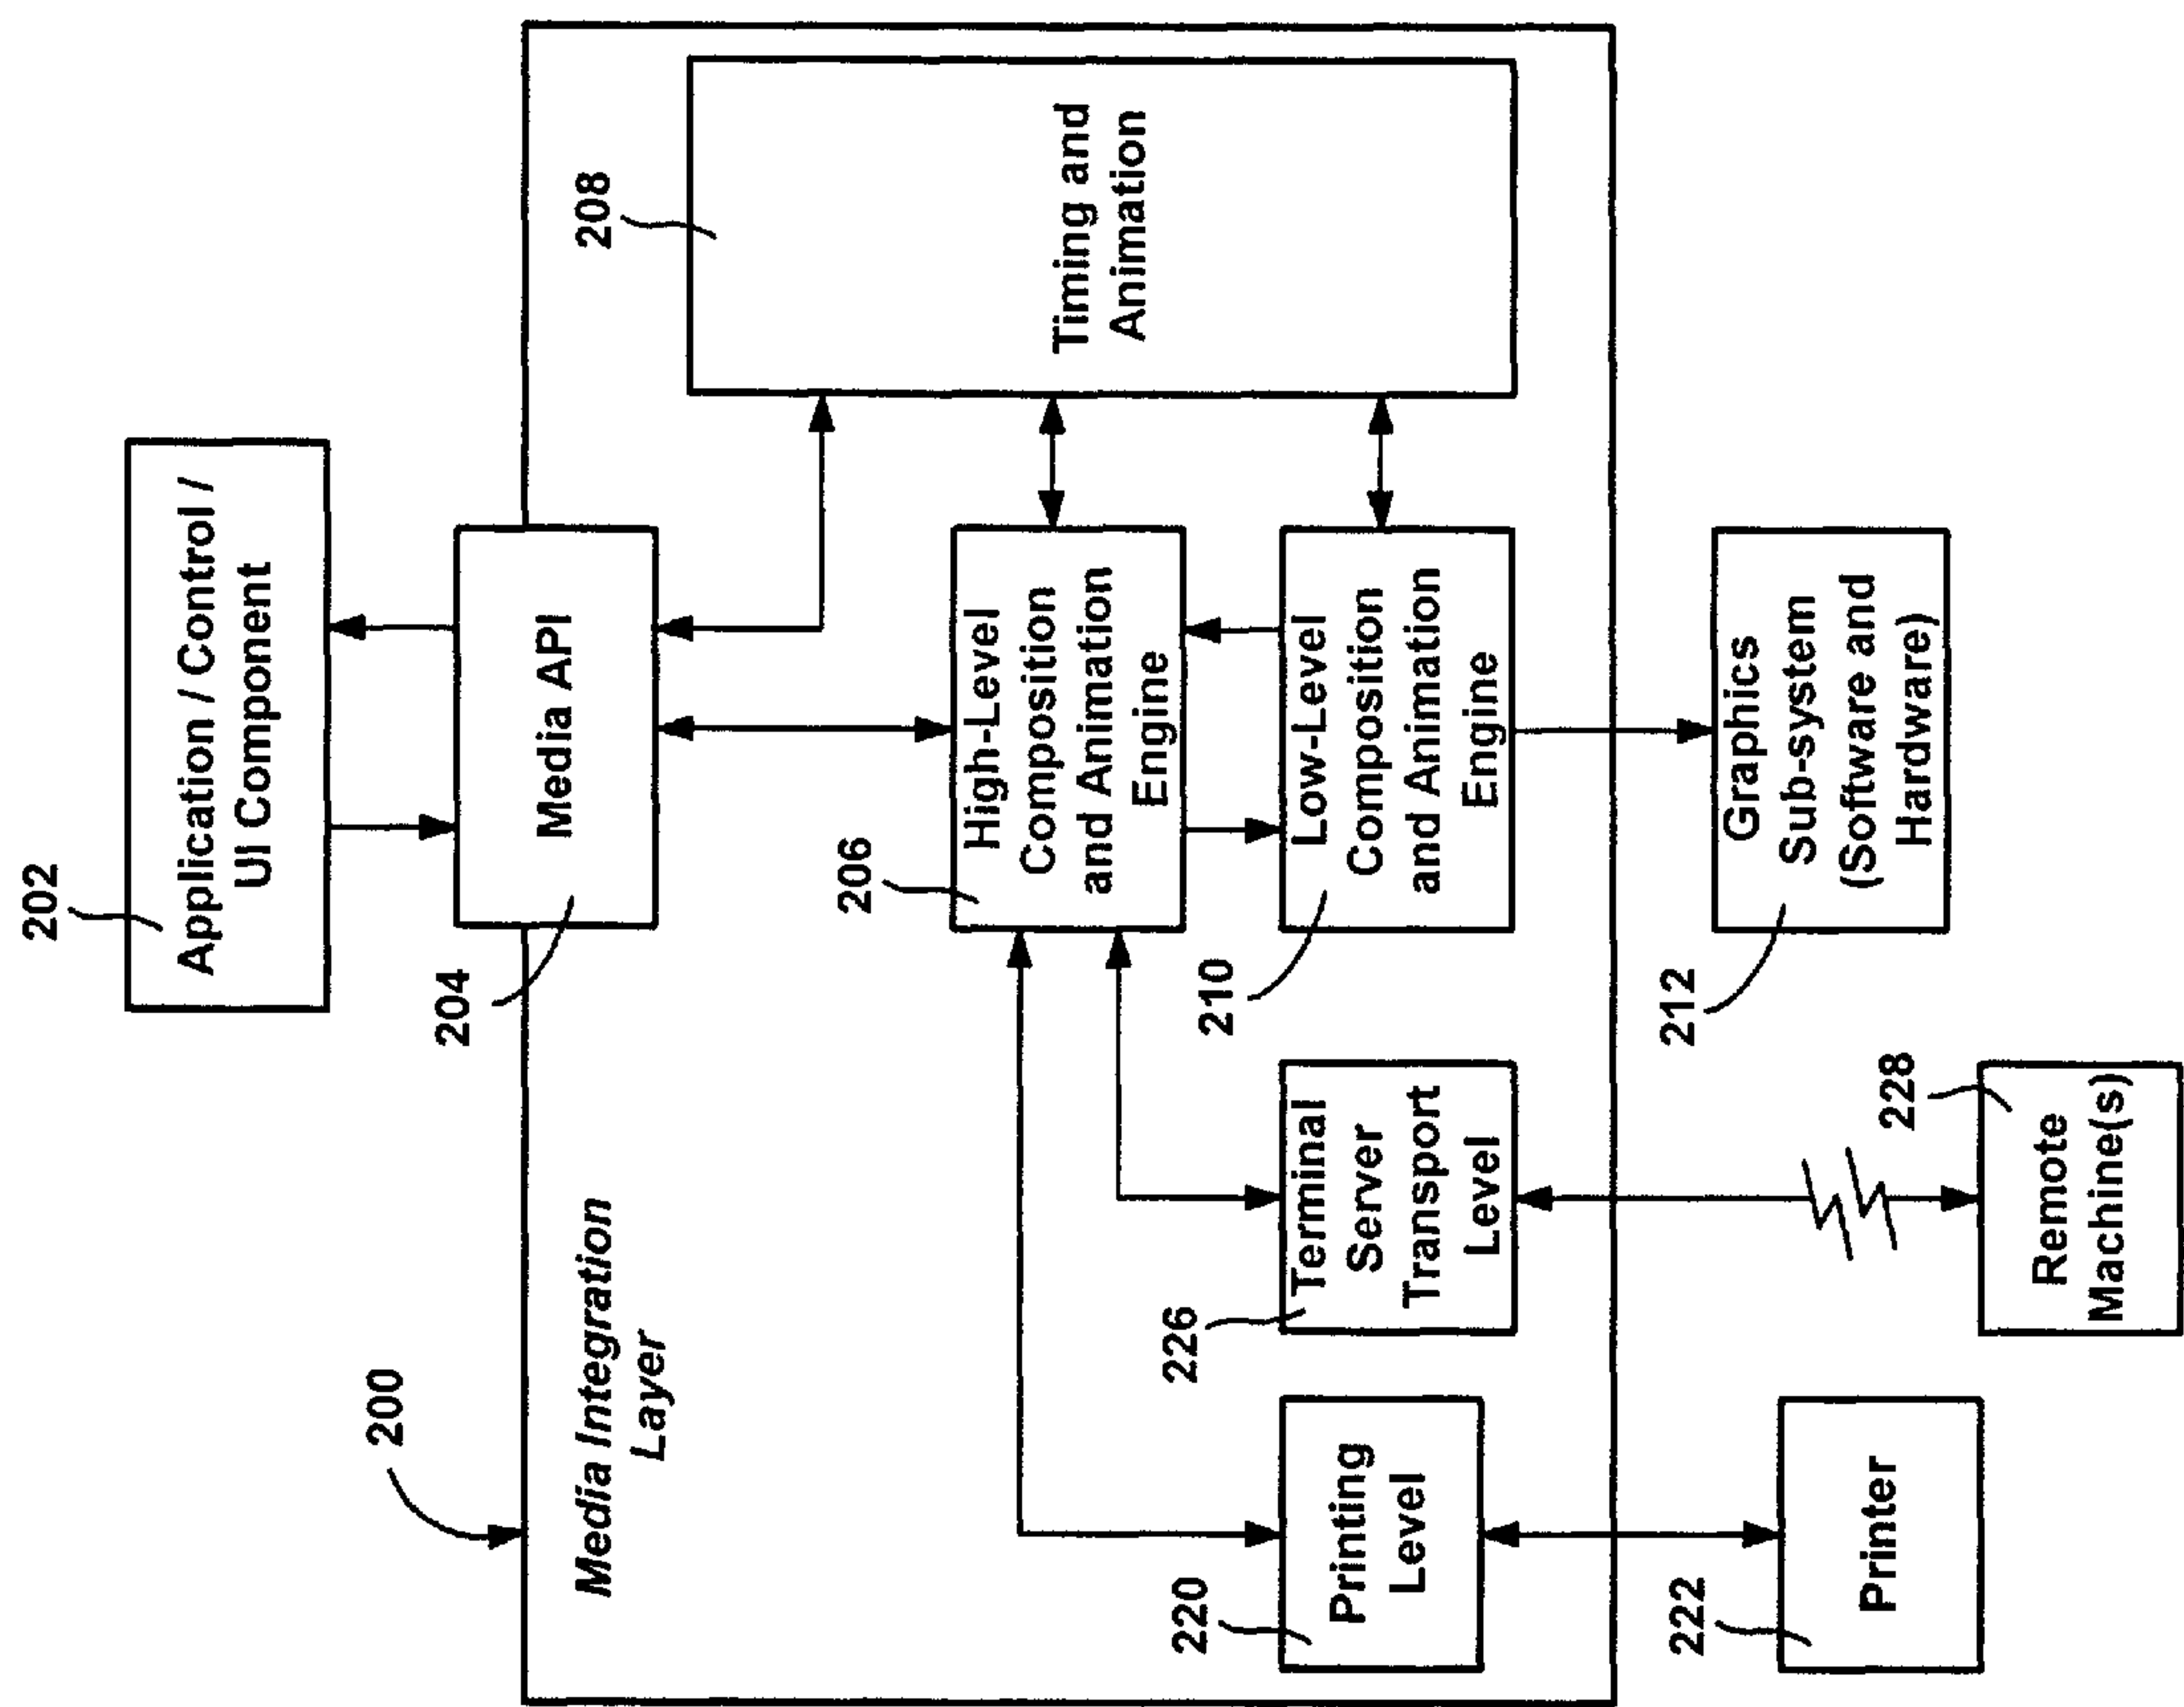 202
Application / Control /
UI Component
204
Media API
200
Media Integration
Layer
208
Timing and
Animation
206
High-Level
Composition
and Animation
Engine
210
Low-Level
Composition
and Animation
Engine
220
Printing
Level
226
Terminal
Server
Transport
Level
212
Graphics
Sub-system
(Software and
Hardware)
222
Printer
228
Remote
Machine(s)